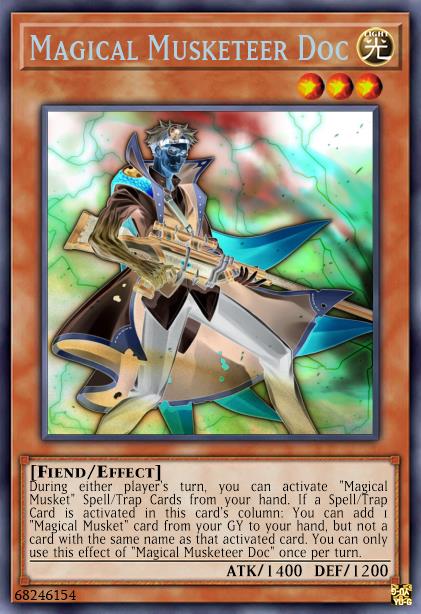 Magical Musketeer Doc
LIGHT
光
[Fiend/Effect]
During either player's turn, you can activate "Magical
Musket" Spell/Trap Cards from your hand. If a Spell/Trap
Card is activated in this card's column: You can add 1
"Magical Musket" card from your GY to your hand, but not a
card with the same name as that activated card. You can only
use this effect of "Magical Musketeer Doc" once per turn.
ATK/1400 DEF/1200
68246154